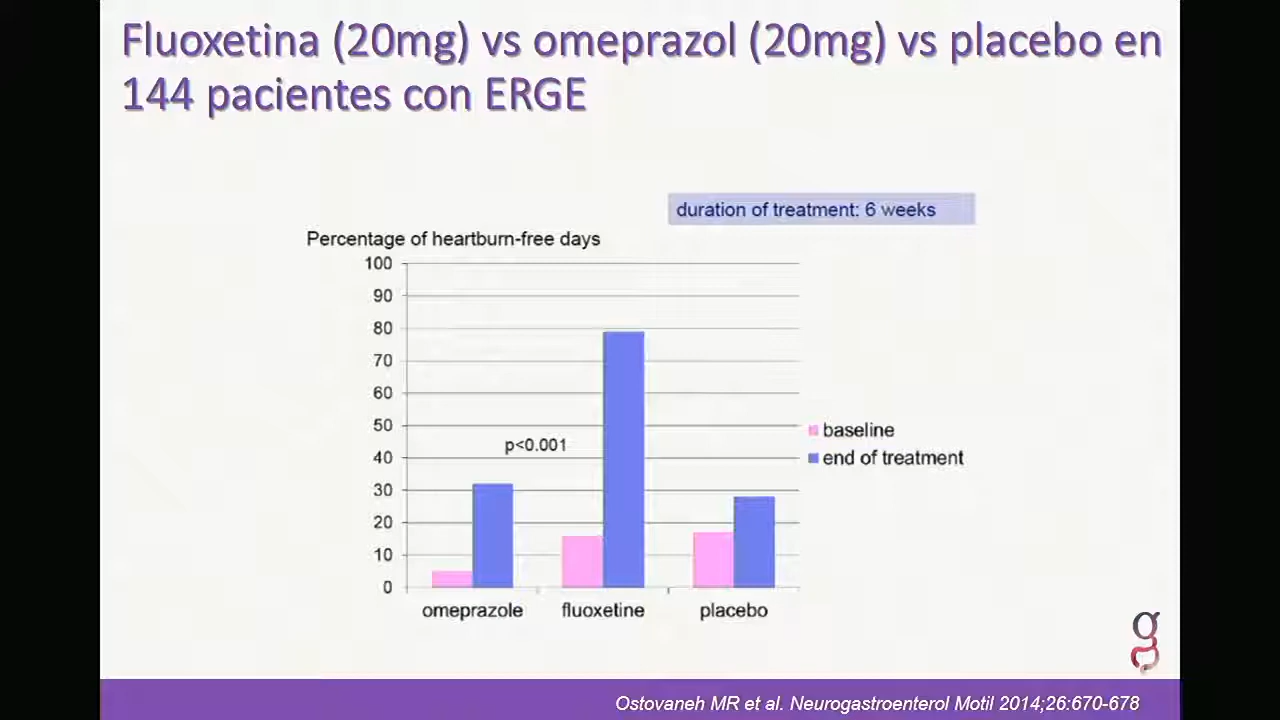 Fluoxetina (20mg) vs omeprazol (20mg) vs placebo en
144 pacientes con ERGE
duration of treatment: 6 weeks
Percentage of heartburn-free days
100
90
80
70
60
50
40
30
20
10
0
p<0.001
baseline
end of treatment
omeprazole fluoxetine placebo
Ostovaneh MR et al. Neurogastroenterol Motil 2014;26:670-678